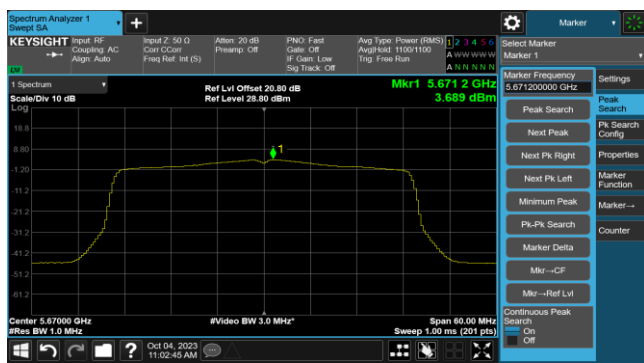 Spectrum Analyzer 1
Swept SA
Marker
KEYSIGHT
Input: RF
Coupling: AC
Align: Auto
Input Z: 50 Ω
Corr CCorr
Freq Ref: Int (S)
Atten: 20 dB
Preamp: Off
PNO: Fast
Gate: Off
IF Gain: Low
Sig Track: Off
Avg Type: Power (RMS)
Avg|Hold: 1100/1100
Trig: Free Run
1 2 3 4 5 6
A W W W W W
A N N N N N
LW
Select Marker
Marker 1
1 Spectrum
Scale/Div 10 dB
Log
Ref Lvl Offset 20.80 dB
Ref Level 28.80 dBm
Mkr1 5.671 2 GHz
3.689 dBm
18.8
8.80
-1.20
-11.2
-21.2
-31.2
-41.2
-51.2
-61.2
1
Center 5.67000 GHz
#Res BW 1.0 MHz
#Video BW 3.0 MHz*
Span 60.00 MHz
Sweep 1.00 ms (201 pts)
Marker Frequency
5.671200000 GHz
Peak Search
Next Peak
Next Pk Right
Next Pk Left
Minimum Peak
Pk-Pk Search
Marker Delta
Mkr→CF
Mkr→Ref Lvl
Continuous Peak
Search
On
Off
Settings
Peak
Search
Pk Search
Config
Properties
Marker
Function
Marker→
Counter
?
Oct 04, 2023
11:02:45 AM